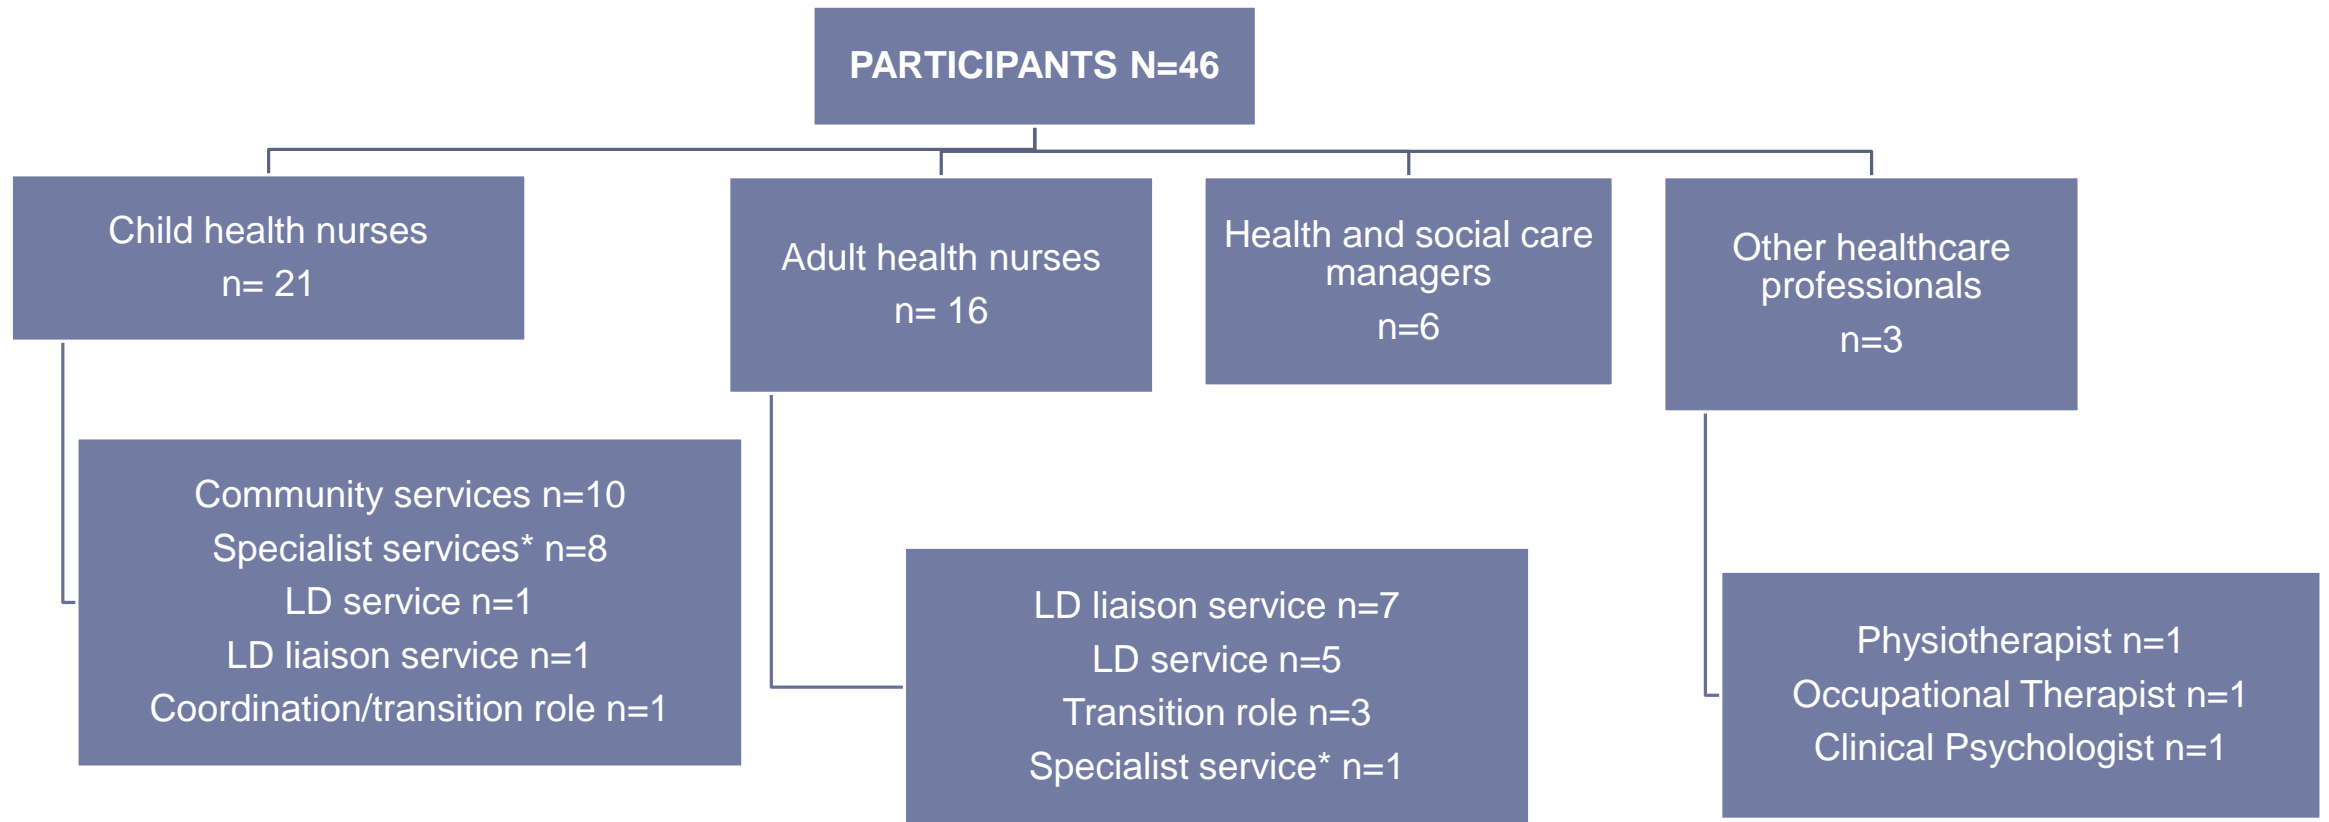 PARTICIPANTS N=46
Child health nurses
n= 21
Adult health nurses
n= 16
Health and social care
managers
n=6
Other healthcare
professionals
n=3
Community services n=10
Specialist services* n=8
LD service n=1
LD liaison service n=1
Coordination/transition role n=1
LD liaison service n=7
LD service n=5
Transition role n=3
Specialist service* n=1
Physiotherapist n=1
Occupational Therapist n=1
Clinical Psychologist n=1